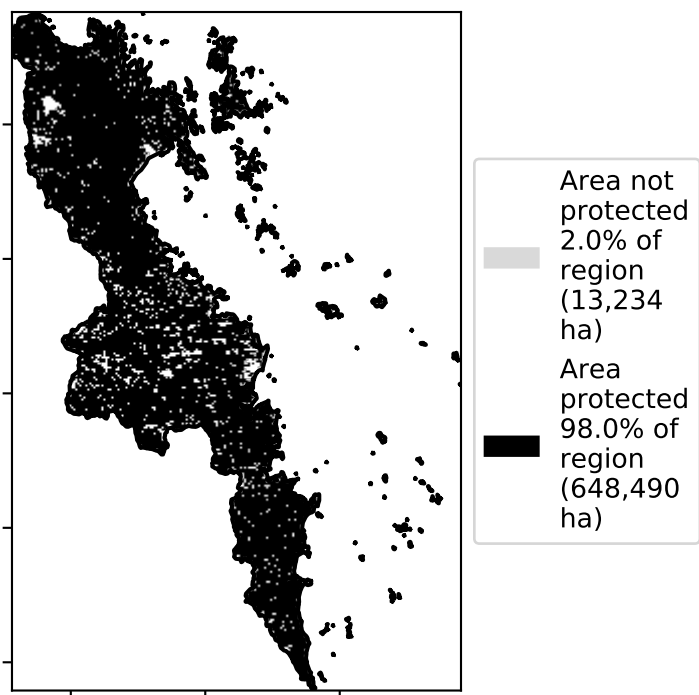 Area not
protected
2.0% of
region
(13,234
ha)
Area
protected
98.0% of
region
(648,490
ha)